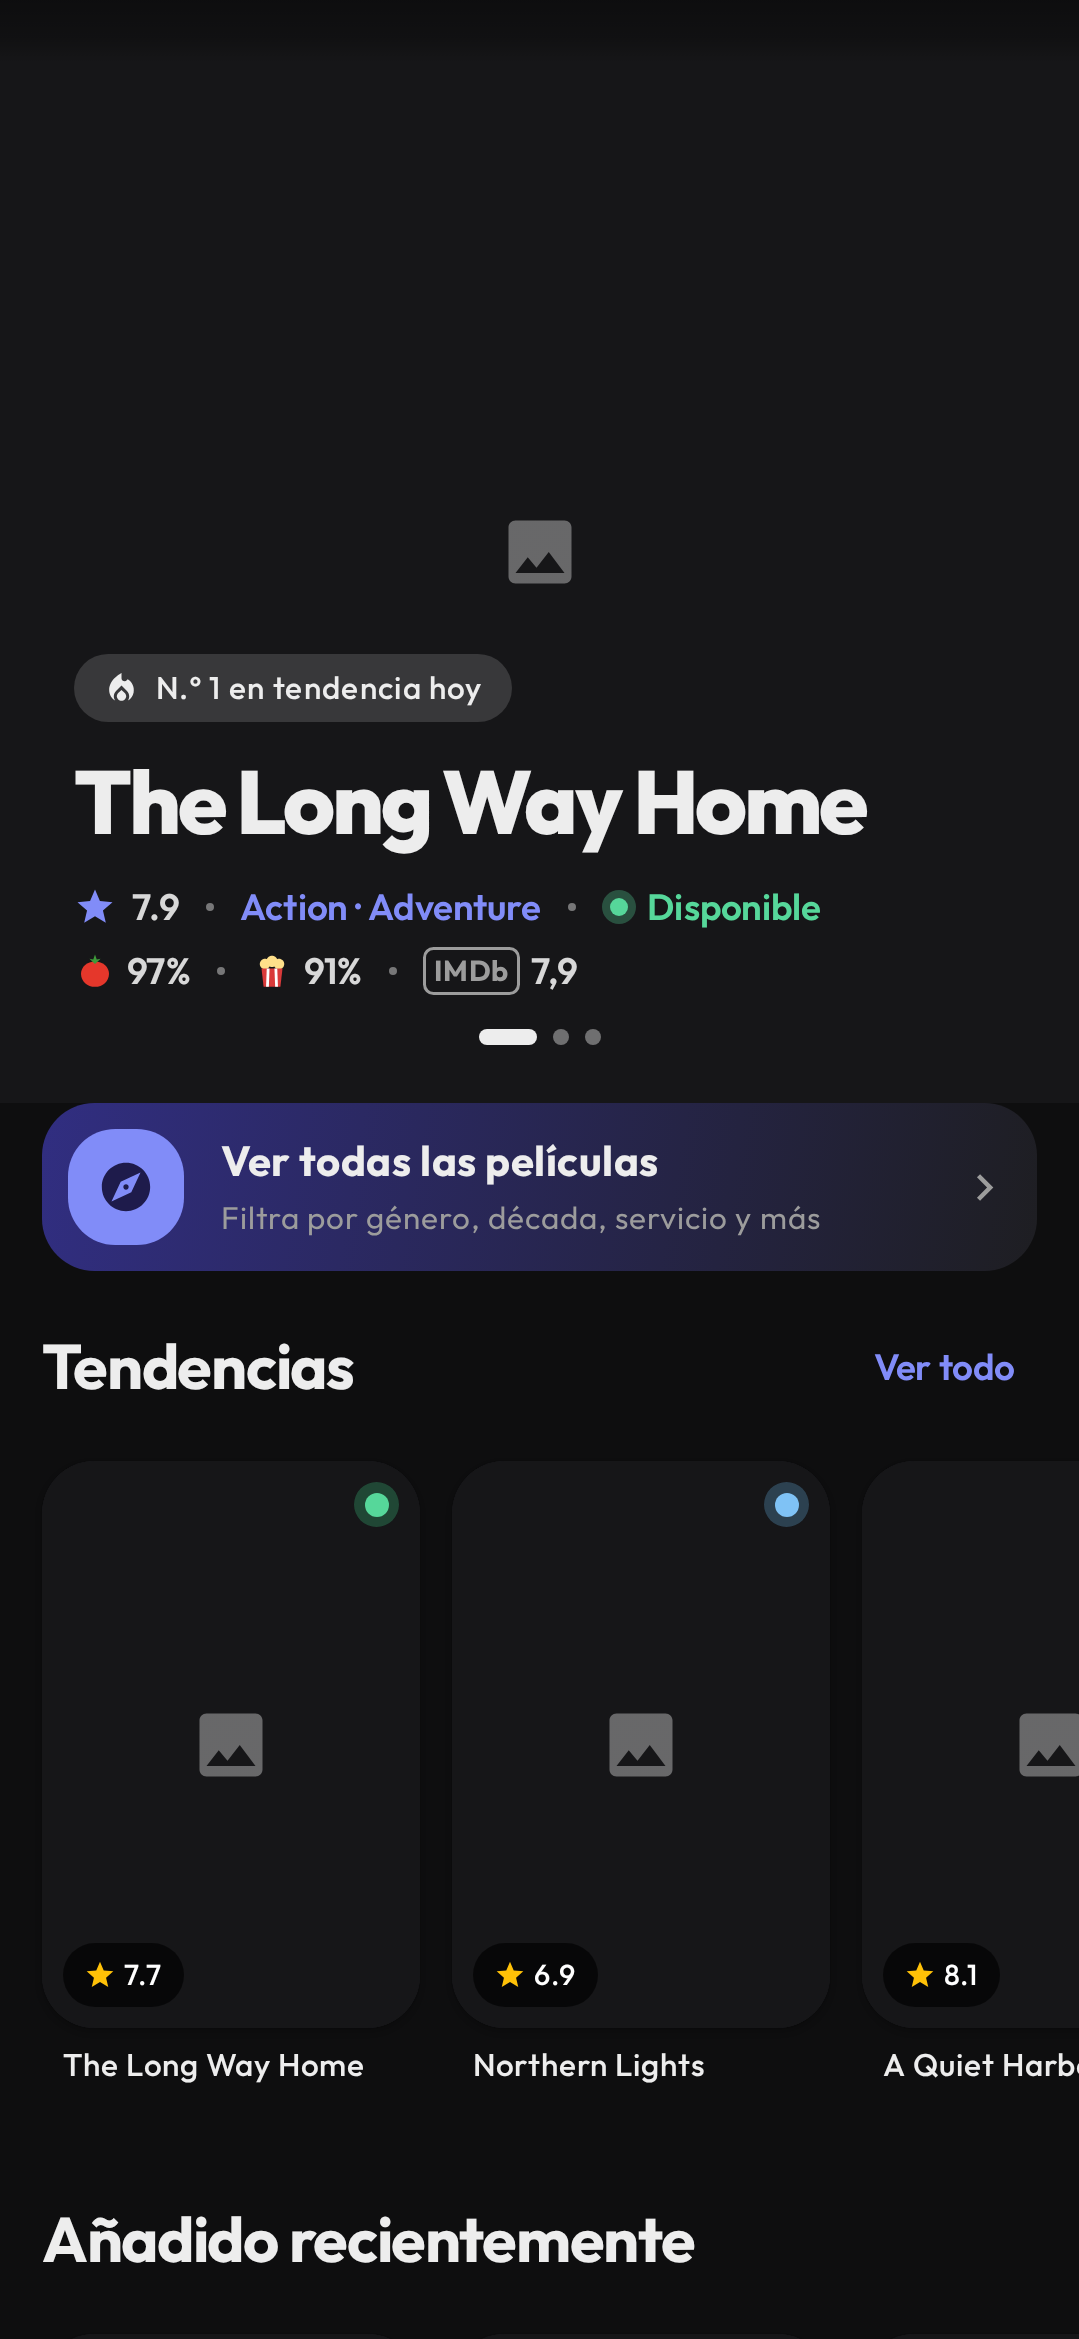 N.º 1 en tendencia hoy
The Long Way Home
7.9 • Action · Adventure • Disponible
97% • 91% • IMDb 7,9
Ver todas las películas
Filtra por género, década, servicio y más
Tendencias
Ver todo
7.7
6.9
8.1
The Long Way Home
Northern Lights
A Quiet
Añadido recientemente